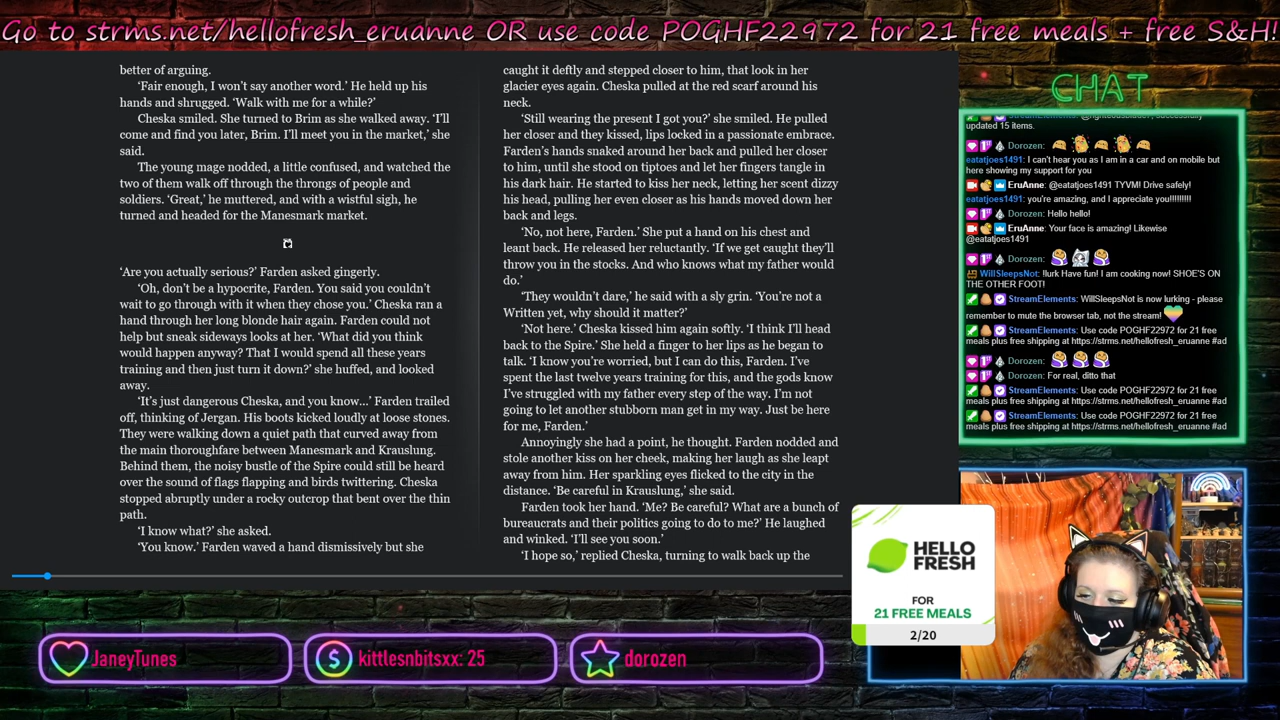 Go to strms.net/hellofresh_eruanne OR use code POGHF22972 for 21 free meals + free S&H!
better of arguing.
‘Fair enough, I won’t say another word.’ He held up his
hands and shrugged. ‘Walk with me for a while?’
Cheska smiled. She turned to Brim as she walked away. ‘I’ll
come and find you later, Brim. I’ll meet you in the market,’ she
said.
The young mage nodded, a little confused, and watched the
two of them walk off through the throngs of people and
soldiers. ‘Great,’ he muttered, and with a wistful sigh, he
turned and headed for the Manesmark market.
‘Are you actually serious?’ Farden asked gingerly.
‘Oh, don’t be a hypocrite, Farden. You said you couldn’t
wait to go through with it when they chose you.’ Cheska ran a
hand through her long blonde hair again. Farden could not
help but sneak sideways looks at her. ‘What did you think
would happen anyway? That I would spend all these years
training and then just turn it down?’ she huffed, and looked
away.
‘It’s just dangerous Cheska, and you know...’ Farden trailed
off, thinking of Jergan. His boots kicked loudly at loose stones.
They were walking down a quiet path that curved away from
the main thoroughfare between Manesmark and Krauslung.
Behind them, the noisy bustle of the Spire could still be heard
over the sound of flags flapping and birds twittering. Cheska
stopped abruptly under a rocky outcrop that bent over the thin
path.
‘I know what?’ she asked.
‘You know.’ Farden waved a hand dismissively but she
caught it deftly and stepped closer to him, that look in her
glacier eyes again. Cheska pulled at the red scarf around his
neck.
‘Still wearing the present I got you?’ she smiled. He pulled
her closer and they kissed, lips locked in a passionate embrace.
Farden’s hands snaked around her back and pulled her closer
to him, until she stood on tiptoes and let her fingers tangle in
his dark hair. He started to kiss her neck, letting her scent dizzy
his head, pulling her even closer as his hands moved down her
back and legs.
‘No, not here, Farden.’ She put a hand on his chest and
leant back. He released her reluctantly. ‘If we get caught they’ll
throw you in the stocks. And who knows what my father would
do.’
‘They wouldn’t dare,’ he said with a sly grin. ‘You’re not a
Written yet, why should it matter?’
‘Not here.’ Cheska kissed him again softly. ‘I think I’ll head
back to the Spire.’ She held a finger to her lips as he began to
talk. ‘I know you’re worried, but I can do this, Farden. I’ve
spent the last twelve years training for this, and the gods know
I’ve struggled with my father every step of the way. I’m not
going to let another stubborn man get in my way. Just be here
for me, Farden.’
Annoyingly she had a point, he thought. Farden nodded and
stole another kiss on her cheek, making her laugh as she leapt
away from him. Her sparkling eyes flicked to the city in the
distance. ‘Be careful in Krauslung,’ she said.
Farden took her hand. ‘Me? Be careful? What are a bunch of
bureaucrats and their politics going to do to me?’ He laughed
and winked. ‘I’ll see you soon.’
‘I hope so,’ replied Cheska, turning to walk back up the
CHAT
updated 15 items.
Dorozen:
eatatjoes1491: I can't hear you as I am in a car and on mobile but
here showing my support for you
EruAnne: @eatatjoes1491 TYVM! Drive safely!
eatatjoes1491: you're amazing, and I appreciate you!!!!!!!!!
Dorozen: Hello hello!
EruAnne: Your face is amazing! Likewise
@eatatjoes1491
Dorozen:
WillSleepsNot: !lurk Have fun! I am cooking now! SHOE'S ON
THE OTHER FOOT!
StreamElements: WillSleepsNot is now lurking - please
remember to mute the browser tab, not the stream!
StreamElements: Use code POGHF22972 for 21 free
meals plus free shipping at https://strms.net/hellofresh_eruanne #ad
Dorozen:
Dorozen: For real, ditto that
StreamElements: Use code POGHF22972 for 21 free
meals plus free shipping at https://strms.net/hellofresh_eruanne #ad
StreamElements: Use code POGHF22972 for 21 free
meals plus free shipping at https://strms.net/hellofresh_eruanne #ad
HELLO
FRESH
FOR
21 FREE MEALS
2/20
JaneyTunes
kittlesnbitsxx: 25
dorozen